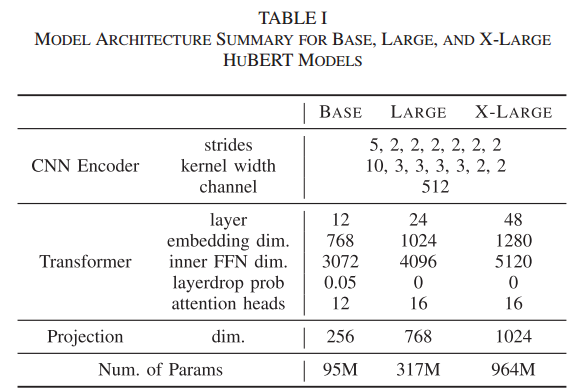 TABLE I
MODEL ARCHITECTURE SUMMARY FOR BASE, LARGE, AND X-LARGE
HUBERT MODELS
BASE LARGE X-LARGE
CNN Encoder strides 5, 2, 2, 2, 2, 2, 2
kernel width 10, 3, 3, 3, 3, 2, 2
channel 512
Transformer layer 12 24 48
embedding dim. 768 1024 1280
inner FFN dim. 3072 4096 5120
layerdrop prob 0.05 0 0
attention heads 12 16 16
Projection dim. 256 768 1024
Num. of Params 95M 317M 964M